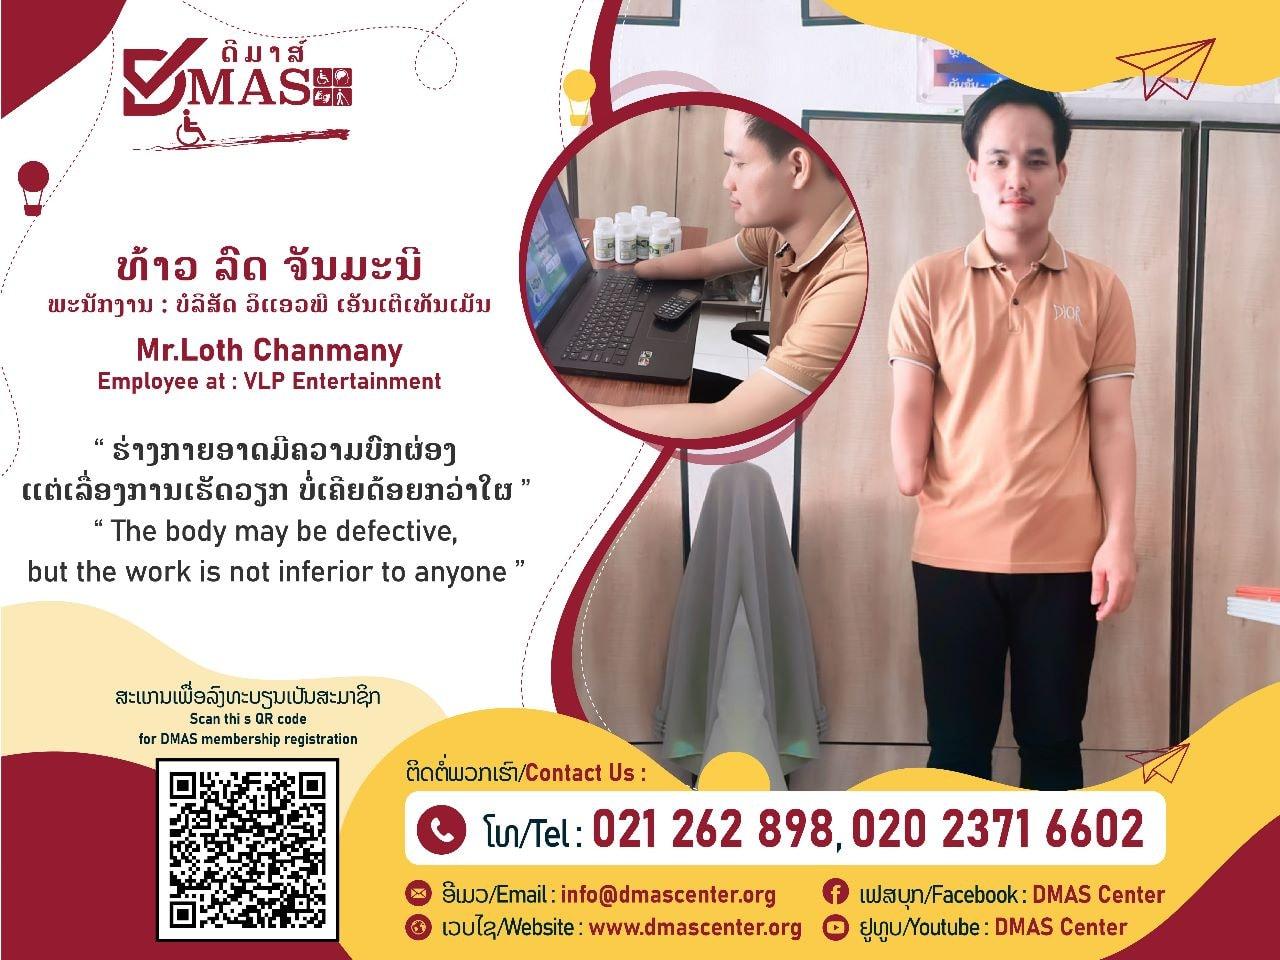 ດີມາສ໌
DMAS
ທ້າວ ລົດ ຈັນມະນີ
ພະນັກງານ : ບໍລິສັດ ວີແອວພີ ເອັນເຕີເທັນເມັ້ນ
Mr.Loth Chanmany
Employee at : VLP Entertainment
“ ຮ່າງກາຍອາດມີຄວາມບົກຜ່ອງ
ແຕ່ເລື່ອງການເຮັດວຽກ ບໍ່ເຄີຍດ້ອຍກວ່າໃຜ ”
“ The body may be defective,
but the work is not inferior to anyone ”
DIOR
ສະແກນເພື່ອລົງທະບຽນເປັນສະມາຊິກ
Scan thi s QR code
for DMAS membership registration
ຕິດຕໍ່ພວກເຮົາ/Contact Us :
ໂທ/Tel : 021 262 898, 020 2371 6602
ອີເມວ/Email : info@dmascenter.org
ເຟສບຸກ/Facebook : DMAS Center
ເວບໄຊ/Website : www.dmascenter.org
ຢູທູບ/Youtube : DMAS Center